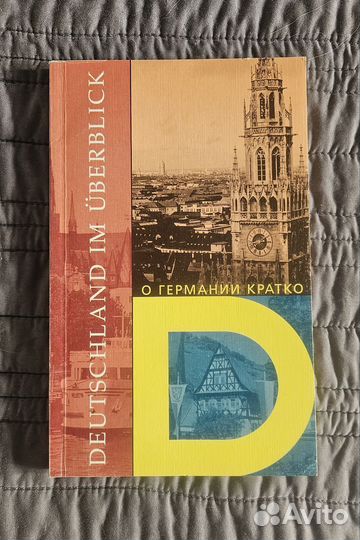 DEUTSCHLAND IM ÜBERBLICK
О ГЕРМАНИИ КРАТКО
D
Avito